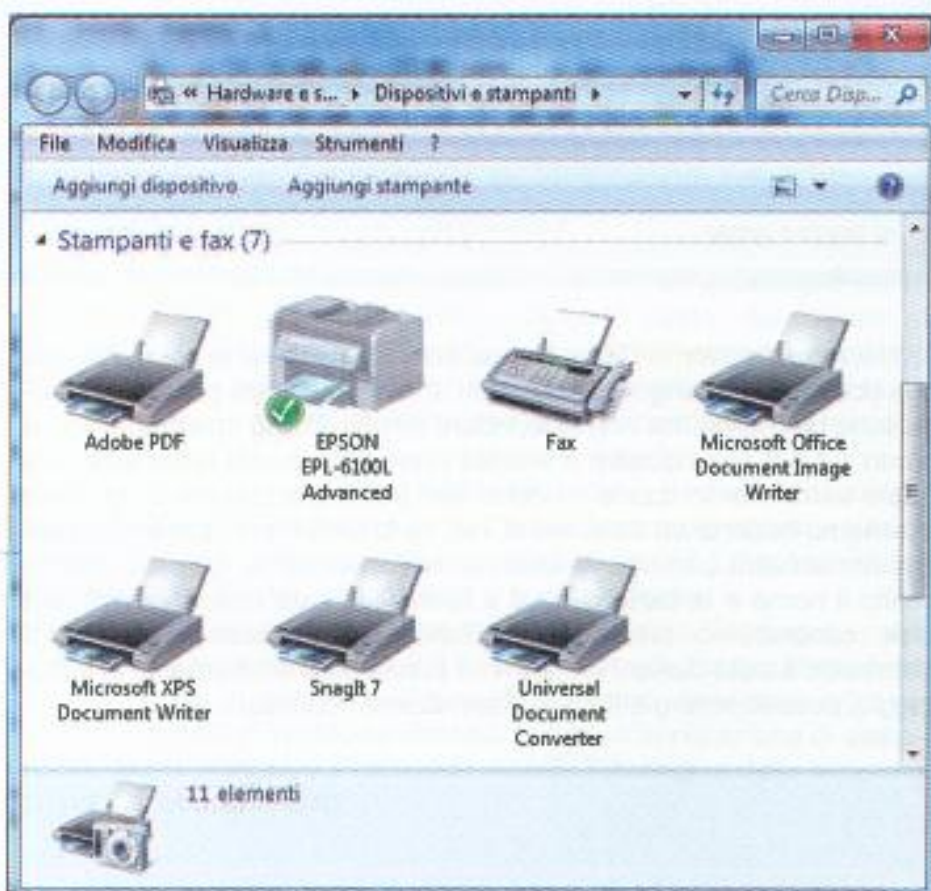 « Hardware e s... ▸ Dispositivi e stampanti ▸
Cerca Disp...
File Modifica Visualizza Strumenti ?
Aggiungi dispositivo Aggiungi stampante
Stampanti e fax (7)
Adobe PDF
EPSON
EPL-6100L
Advanced
Fax
Microsoft Office
Document Image
Writer
Microsoft XPS
Document Writer
SnagIt 7
Universal
Document
Converter
11 elementi